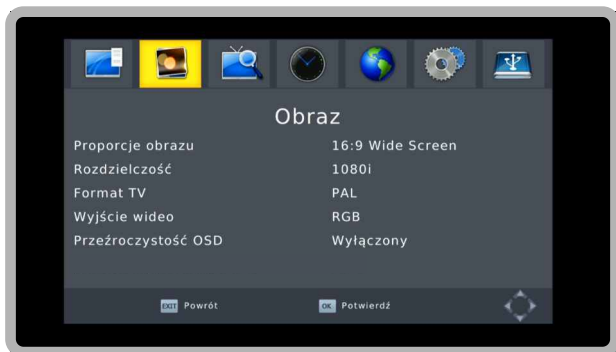 Obraz
Proporcje obrazu 16:9 Wide Screen
Rozdzielczość 1080i
Format TV PAL
Wyjście wideo RGB
Przeźroczystość OSD Wyłączony
EXIT Powrót OK Potwierdź